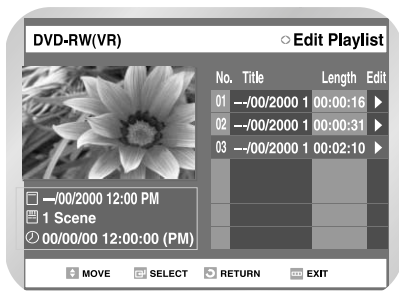 DVD-RW(VR) Edit Playlist
No. Title Length Edit
01 --/00/2000 1 00:00:16
02 --/00/2000 1 00:00:31
03 --/00/2000 1 00:02:10
--/00/2000 12:00 PM
1 Scene
00/00/00 12:00:00 (PM)
MOVE SELECT RETURN EXIT